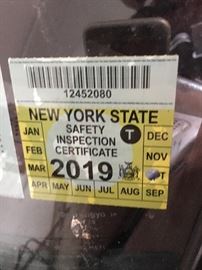 12452080
NEW YORK STATE
JAN SAFETY T DEC
FEB INSPECTION NOV
CERTIFICATE
MAR 2019 T
APR MAY JUN JUL AUG SEP